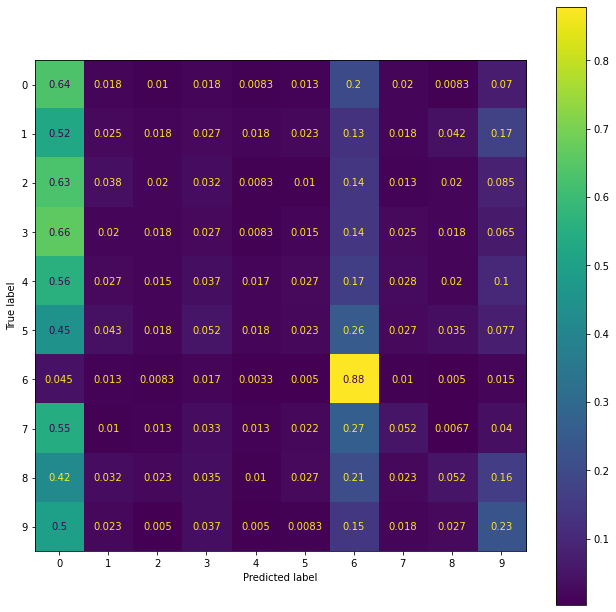 0 0.64 0.018 0.01 0.018 0.0083 0.013 0.2 0.02 0.0083 0.07
1 0.52 0.025 0.018 0.027 0.018 0.023 0.13 0.018 0.042 0.17
2 0.63 0.038 0.02 0.032 0.0083 0.01 0.14 0.013 0.02 0.085
3 0.66 0.02 0.018 0.027 0.0083 0.015 0.14 0.025 0.018 0.065
4 0.56 0.027 0.015 0.037 0.017 0.027 0.17 0.028 0.02 0.1
5 0.45 0.043 0.018 0.052 0.018 0.023 0.26 0.027 0.035 0.077
6 0.045 0.013 0.0083 0.017 0.0033 0.005 0.88 0.01 0.005 0.015
7 0.55 0.01 0.013 0.033 0.013 0.022 0.27 0.052 0.0067 0.04
8 0.42 0.032 0.023 0.035 0.01 0.027 0.21 0.023 0.052 0.16
9 0.5 0.023 0.005 0.037 0.005 0.0083 0.15 0.018 0.027 0.23
0 1 2 3 4 5 6 7 8 9
Predicted label
True label
0.8
0.7
0.6
0.5
0.4
0.3
0.2
0.1